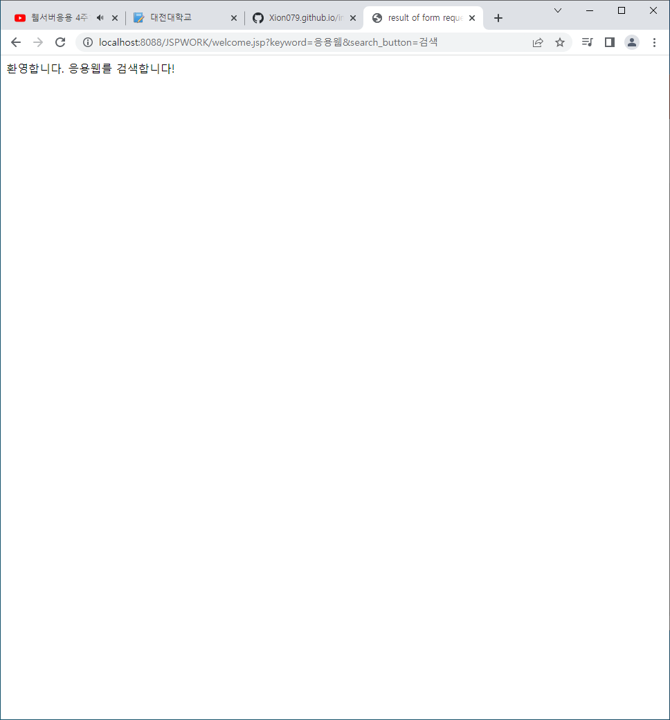 웹서버응용 4주
대전대학교
Xion079.github.io/i
result of form reque
localhost:8088/JSPWORK/welcome.jsp?keyword=응용웹&search_button=검색
환영합니다. 응용웹를 검색합니다!